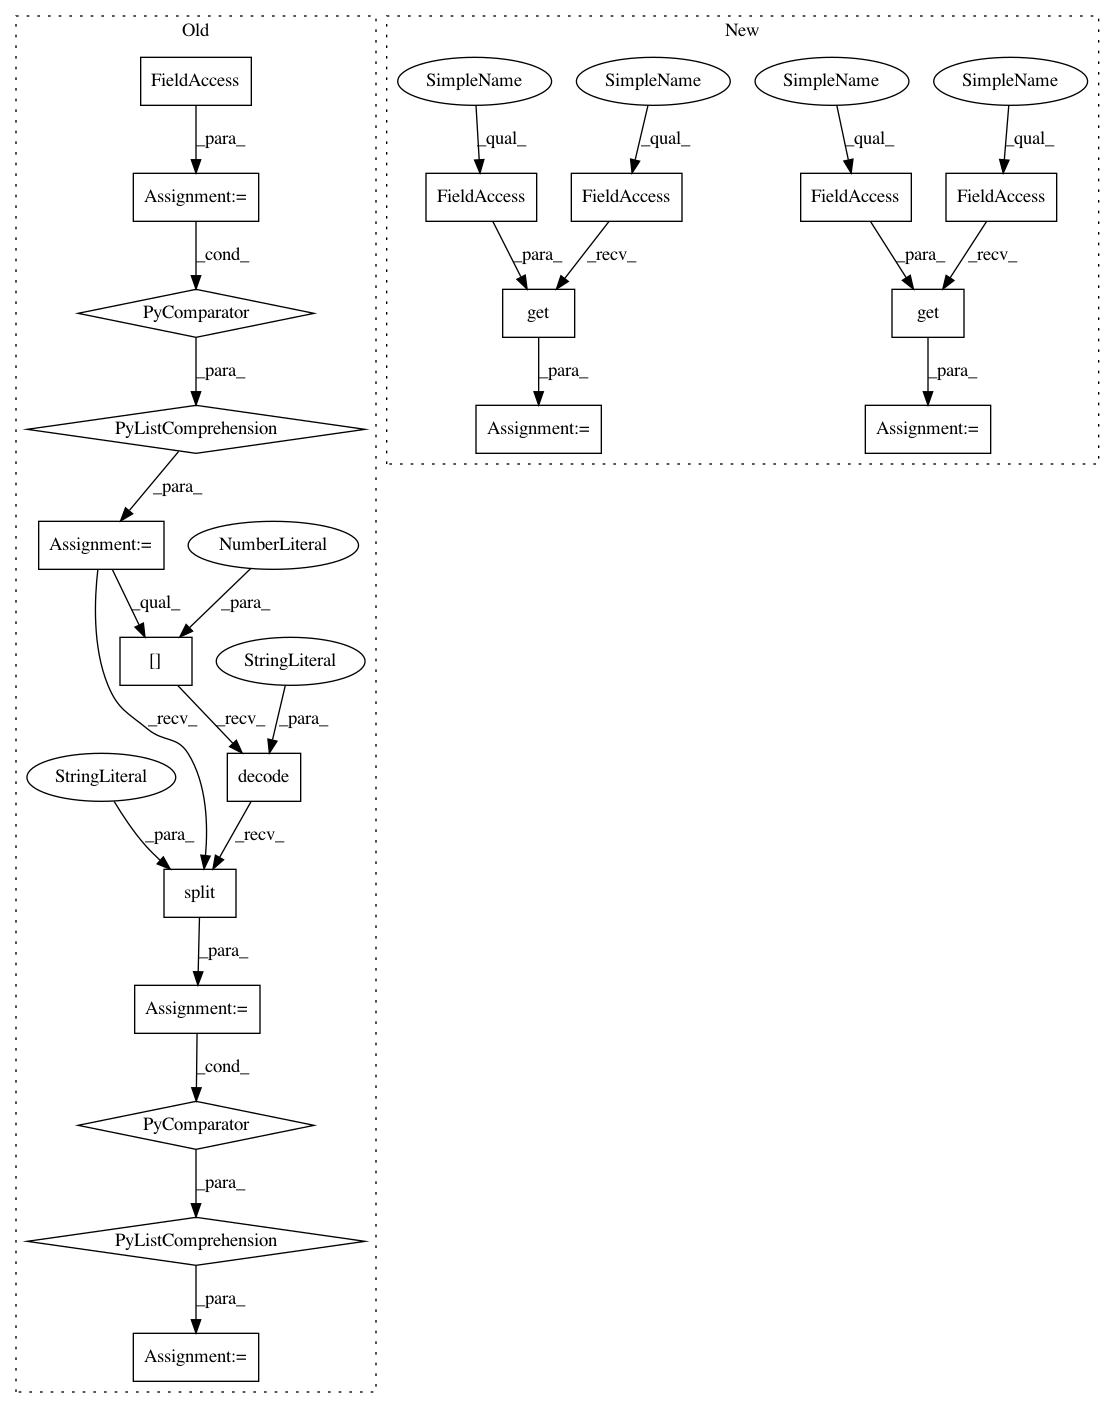 Old
New
FieldAccess
SimpleName
SimpleName
SimpleName
SimpleName
_para_
_qual_
_qual_
_qual_
_qual_
Assignment:=
FieldAccess
FieldAccess
FieldAccess
FieldAccess
_cond_
_para_
_recv_
_para_
_recv_
PyComparator
get
get
_para_
_para_
_para_
PyListComprehension
Assignment:=
Assignment:=
_para_
Assignment:=
NumberLiteral
_qual_
_para_
[]
StringLiteral
_recv_
_recv_
_para_
StringLiteral
decode
_para_
_recv_
split
_para_
Assignment:=
_cond_
PyComparator
_para_
PyListComprehension
_para_
Assignment:=